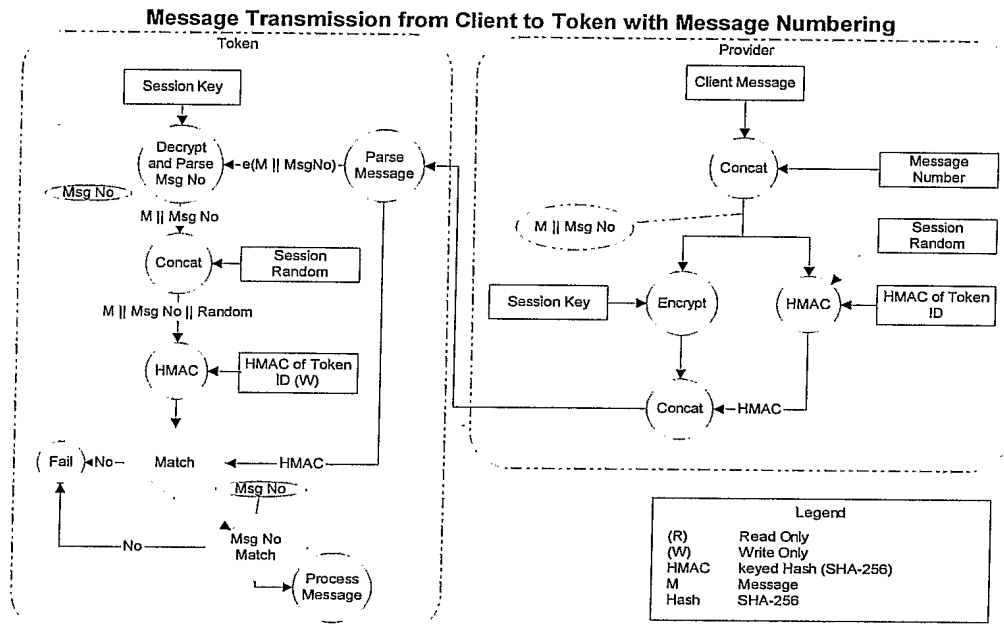 Message Transmission from Client to Token with Message Numbering
Token
Session Key
Decrypt
and Parse
Msg No
e(M || MsgNo)
Parse
Message
Msg No
M || Msg No
Concat
Session
Random
M || Msg No || Random
HMAC
HMAC of Token
ID (W)
Fail
No
Match
HMAC
Msg No
No
Msg No
Match
Process
Message
Provider
Client Message
Concat
Message
Number
M || Msg No
Session
Random
Session Key
Encrypt
HMAC
HMAC of Token
ID
Concat
HMAC
Legend
(R) Read Only
(W) Write Only
HMAC keyed Hash (SHA-256)
M Message
Hash SHA-256